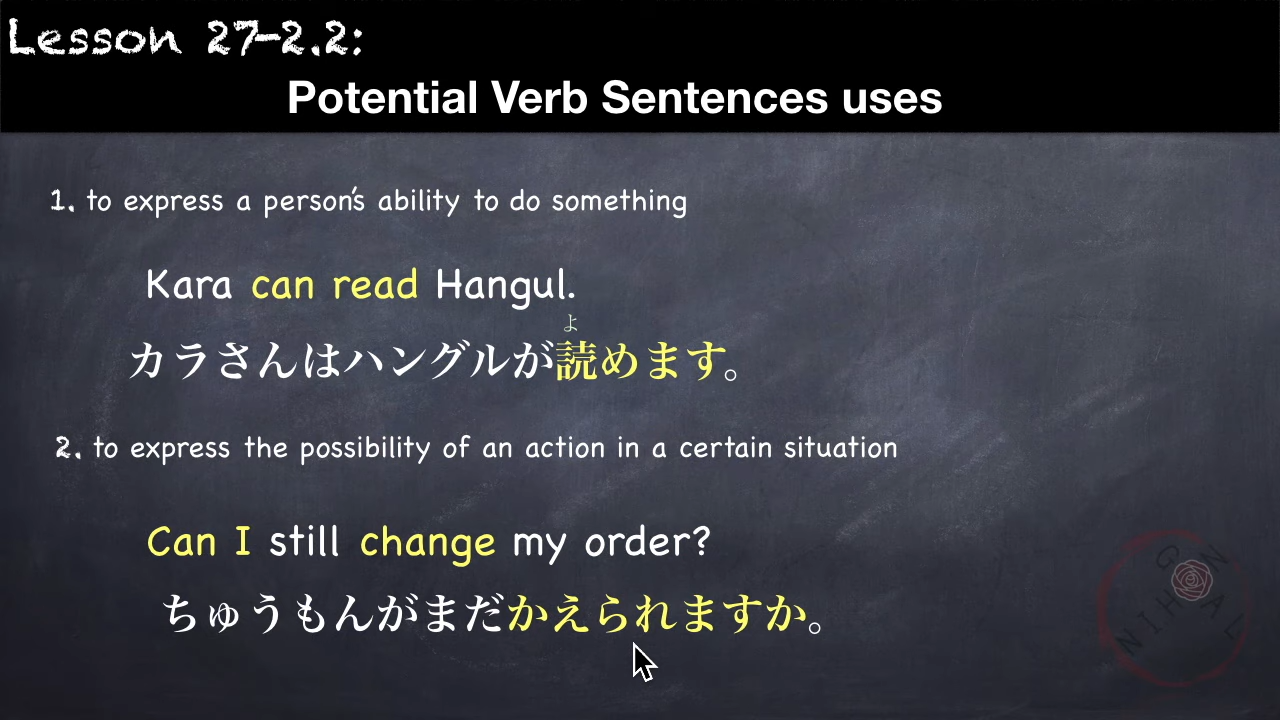 Lesson 27-2.2:
Potential Verb Sentences uses
1. to express a person's ability to do something
Kara can read Hangul.
よ
カラさんはハングルが読めます。
2. to express the possibility of an action in a certain situation
Can I still change my order?
ちゅうもんがまだかえられますか。
NIHONGAL